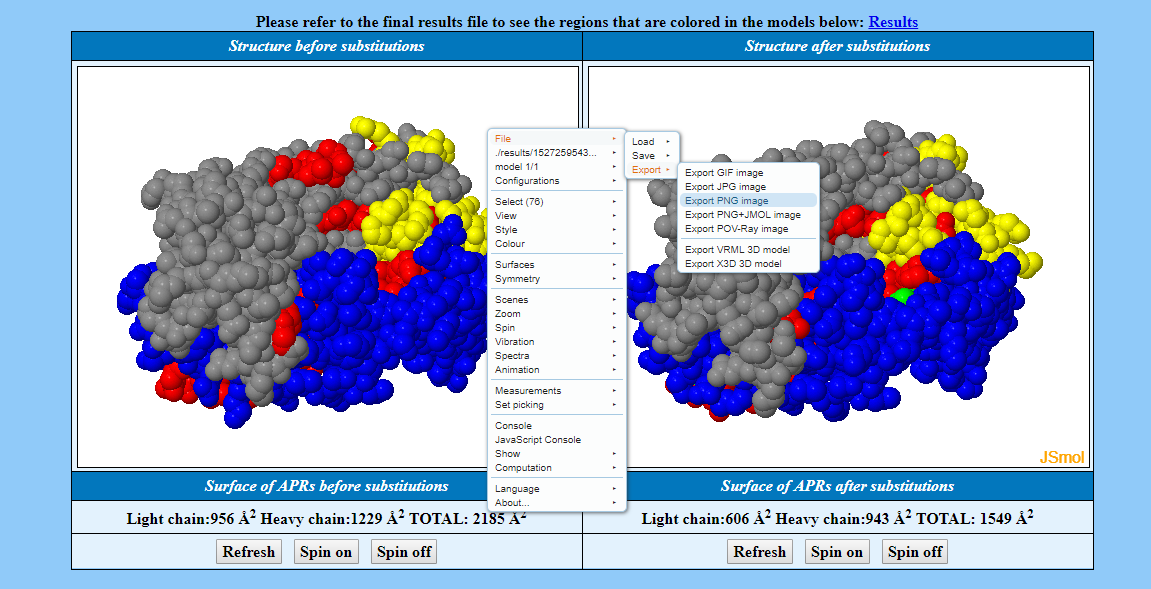 Please refer to the final results file to see the regions that are colored in the models below: Results
Structure before substitutions
Structure after substitutions
File
./results/1527259543...
model 1/1
Configurations
Select (76)
View
Style
Colour
Surfaces
Symmetry
Scenes
Zoom
Spin
Vibration
Spectra
Animation
Measurements
Set picking
Console
JavaScript Console
Show
Computation
Language
About...
Load
Save
Export
Export GIF image
Export JPG image
Export PNG image
Export PNG+JMOL image
Export POV-Ray image
Export VRML 3D model
Export X3D 3D model
JSmol
Surface of APRs before substitutions
Surface of APRs after substitutions
Light chain:956 Å2 Heavy chain:1229 Å2 TOTAL: 2185 Å2
Light chain:606 Å2 Heavy chain:943 Å2 TOTAL: 1549 Å2
Refresh Spin on Spin off
Refresh Spin on Spin off